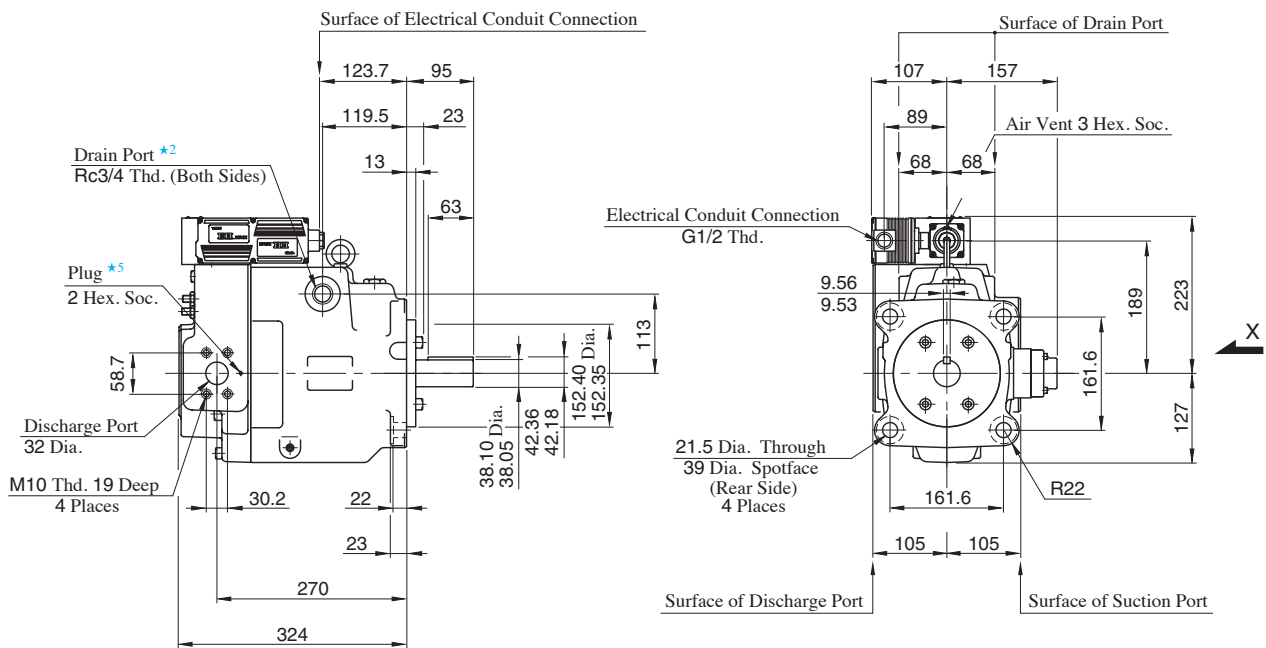 Surface of Electrical Conduit Connection
Surface of Drain Port
123.7
95
107
157
119.5
23
89
Air Vent 3 Hex. Soc.
Drain Port ★2
Rc3/4 Thd. (Both Sides)
13
68
68
63
Electrical Conduit Connection
G1/2 Thd.
Plug ★5
2 Hex. Soc.
9.56
9.53
58.7
113
189
223
X
161.6
127
152.40 Dia.
152.35
42.36
42.18
38.10 Dia.
38.05
Discharge Port
32 Dia.
M10 Thd. 19 Deep
4 Places
30.2
22
23
21.5 Dia. Through
39 Dia. Spotface
(Rear Side)
4 Places
R22
161.6
105
105
270
324
Surface of Discharge Port
Surface of Suction Port